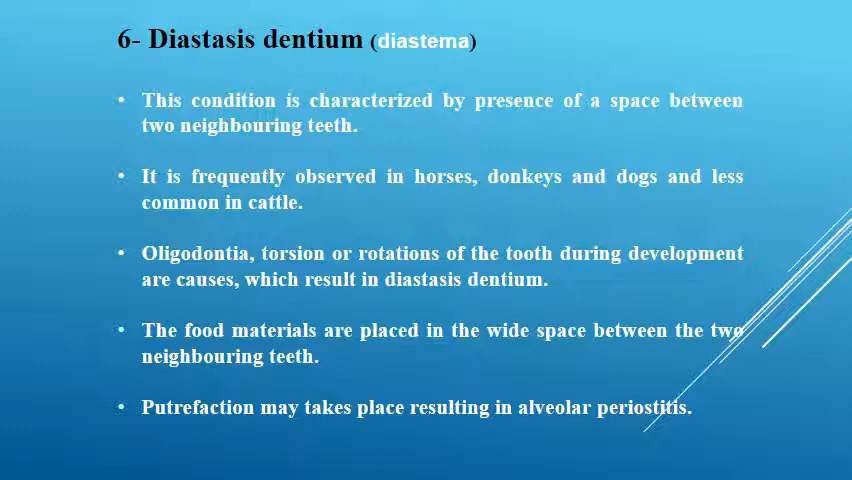 6- Diastasis dentium (diastema)
• This condition is characterized by presence of a space between
two neighbouring teeth.
• It is frequently observed in horses, donkeys and dogs and less
common in cattle.
• Oligodontia, torsion or rotations of the tooth during development
are causes, which result in diastasis dentium.
• The food materials are placed in the wide space between the two
neighbouring teeth.
• Putrefaction may takes place resulting in alveolar periostitis.